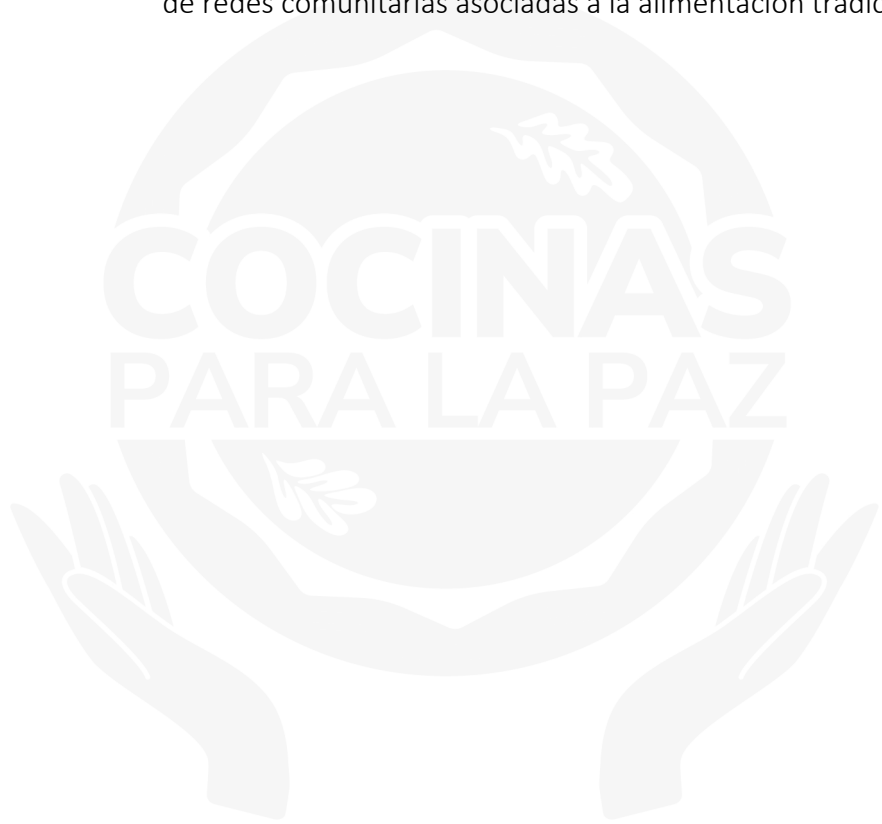 de redes comunitarias asociadas a la alimentación
COCINAS
PARA LA PAZ